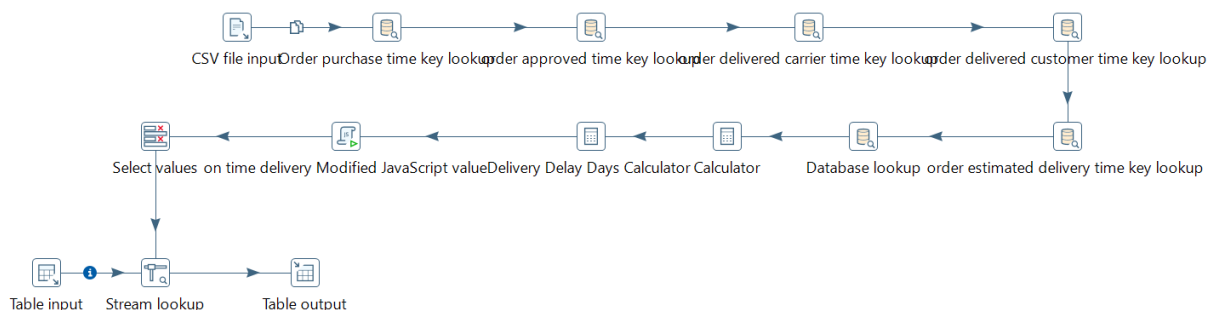 CSV file input
Order purchase time key lookup
order approved time key lookup
order delivered carrier time key lookup
order delivered customer time key lookup
Select values
on time delivery Modified JavaScript value
Delivery Delay Days Calculator
Calculator
Database lookup
order estimated delivery time key lookup
Table input
Stream lookup
Table output